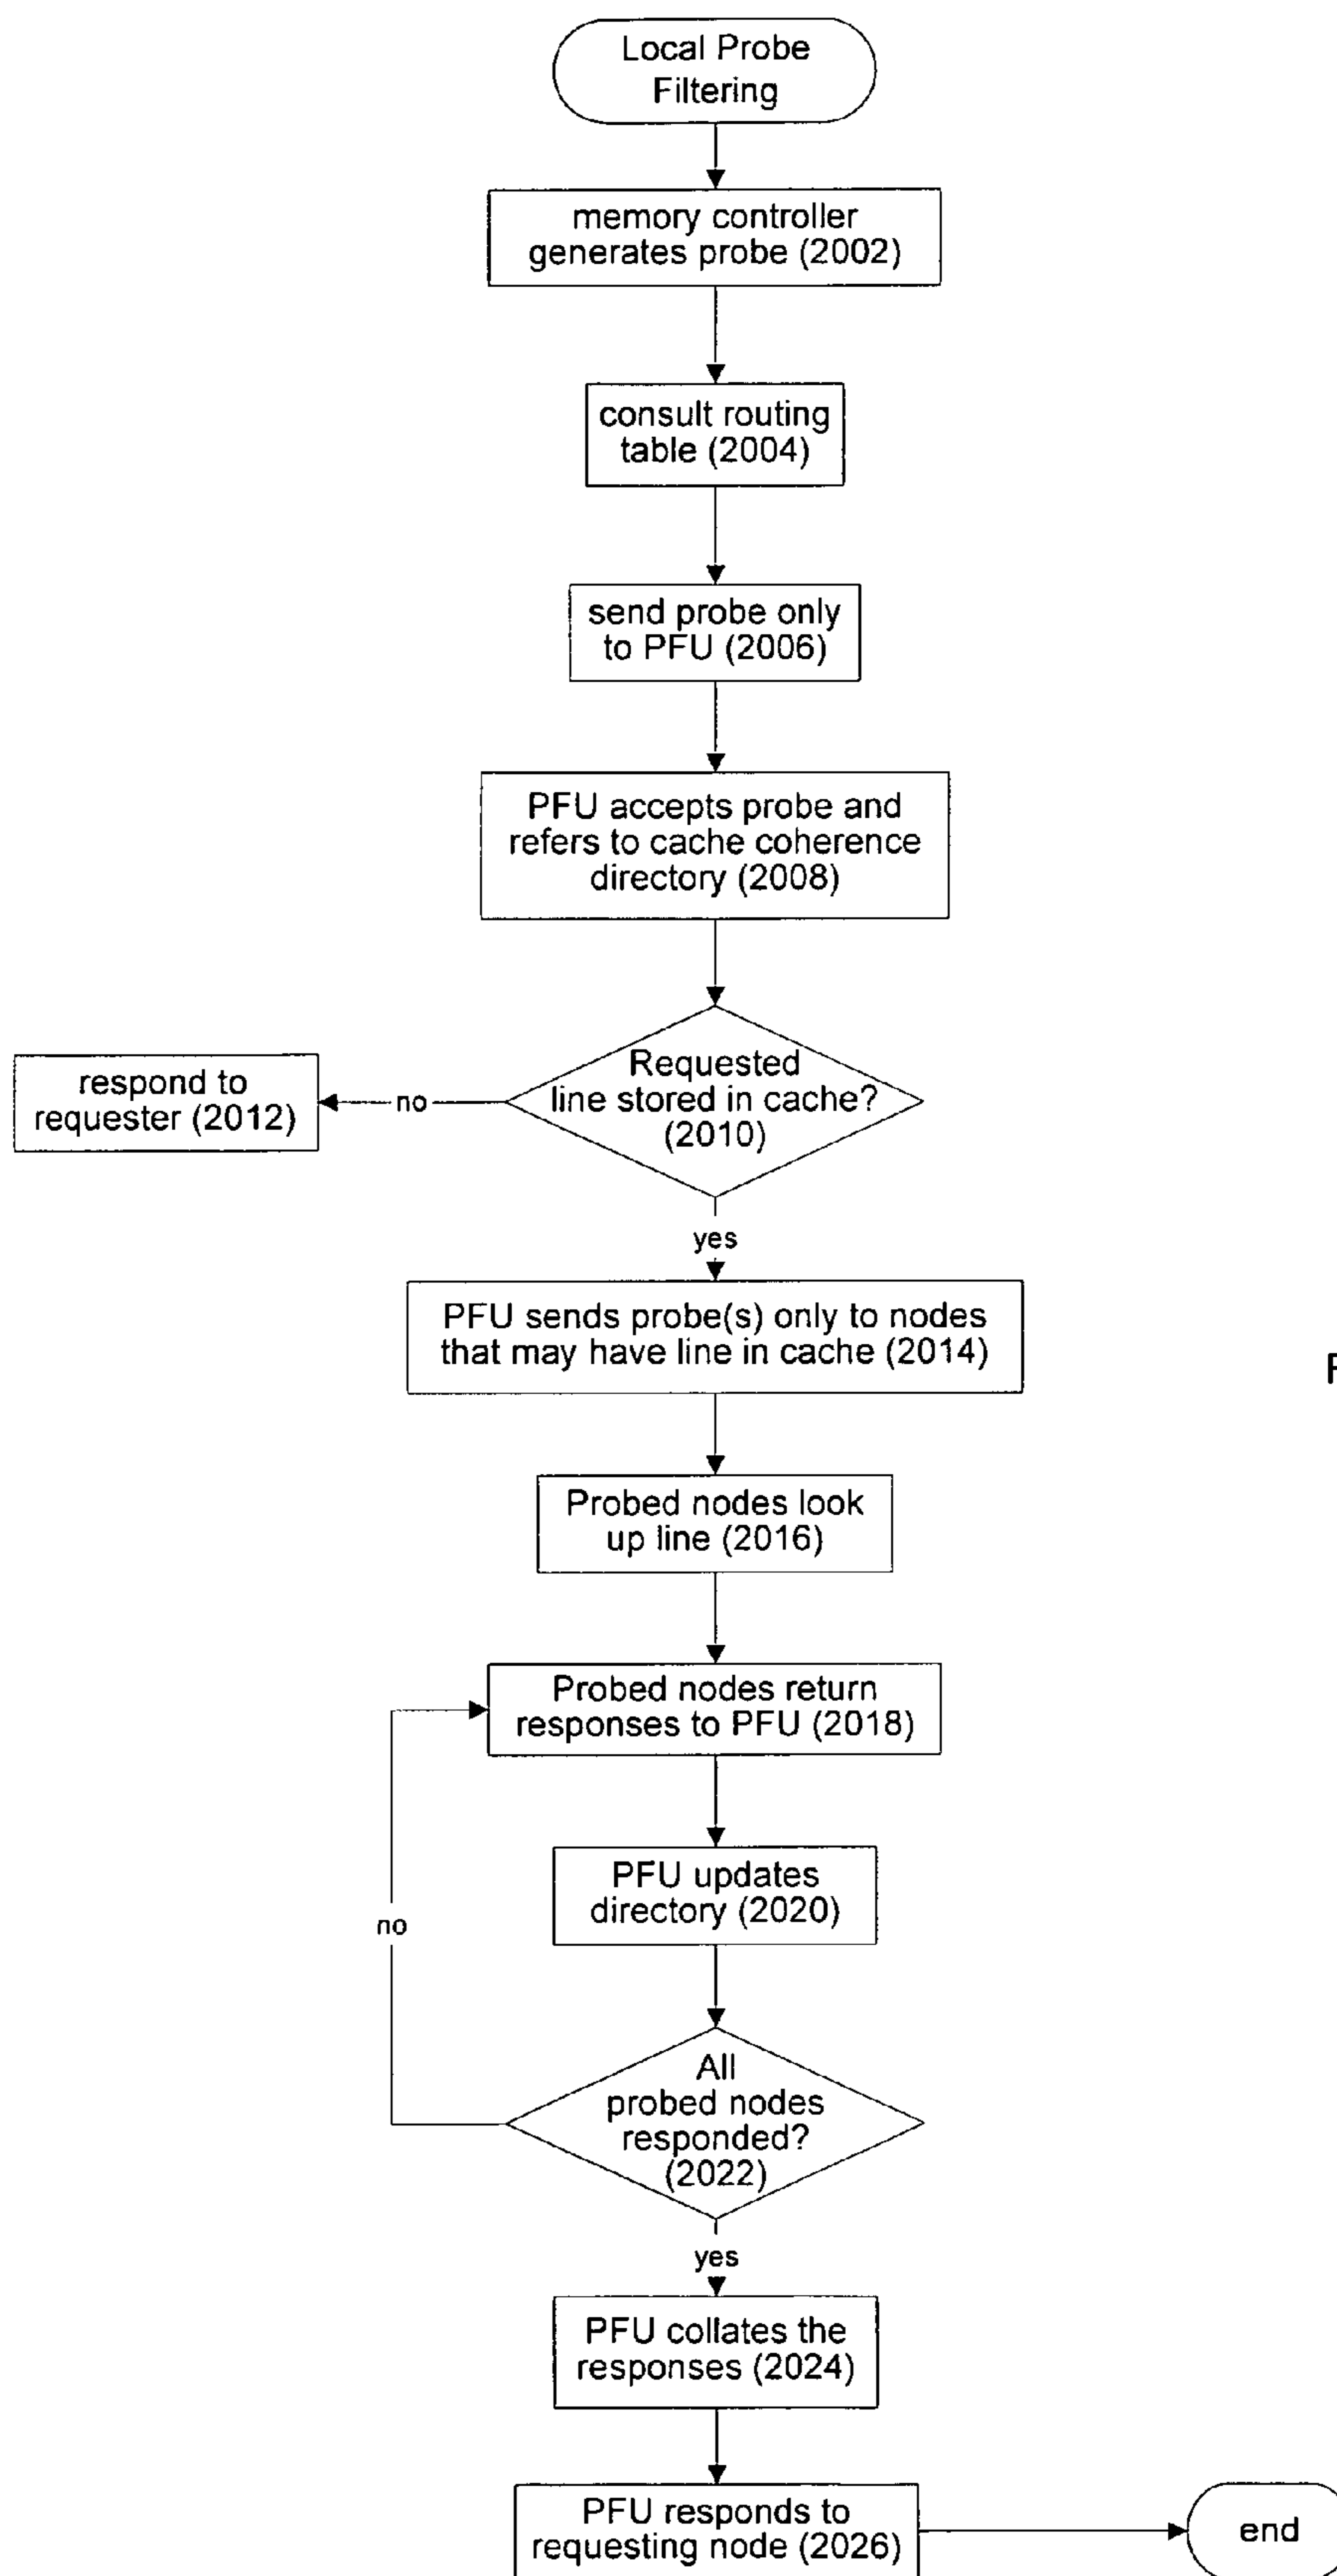 Local Probe
Filtering
memory controller
generates probe (2002)
consult routing
table (2004)
send probe only
to PFU (2006)
PFU accepts probe and
refers to cache coherence
directory (2008)
Requested
line stored in cache?
(2010)
no
respond to
requester (2012)
yes
PFU sends probe(s) only to nodes
that may have line in cache (2014)
Probed nodes look
up line (2016)
Probed nodes return
responses to PFU (2018)
PFU updates
directory (2020)
no
All
probed nodes
responded?
(2022)
yes
PFU collates the
responses (2024)
PFU responds to
requesting node (2026)
end